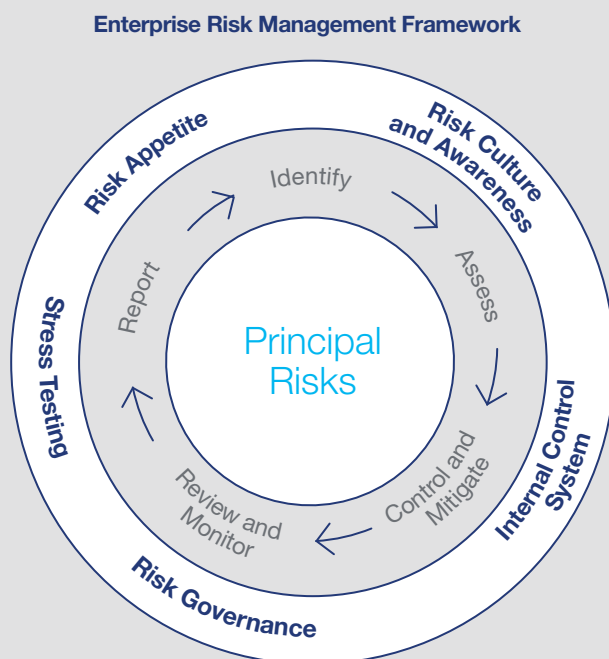 Enterprise Risk Management Framework
Risk Appetite
Risk Culture
and Awareness
Internal Control
System
Risk Governance
Stress Testing
Identify
Assess
Control and
Mitigate
Review and
Monitor
Report
Principal
Risks